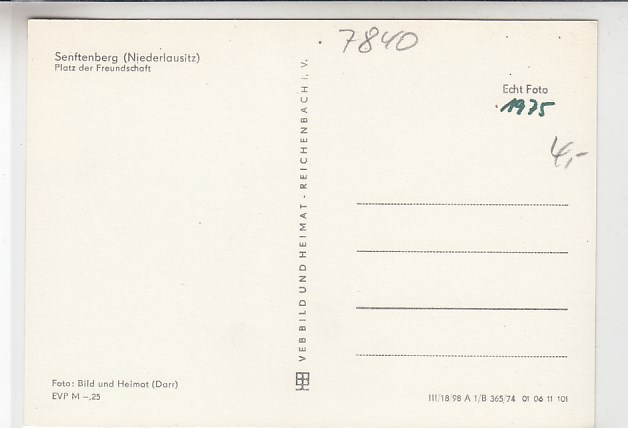 7840
Senftenberg (Niederlausitz)
Platz der Freundschaft
Echt Foto
1975
4,-
VEB BILD UND HEIMAT - REICHENBACH i. V.
Foto: Bild und Heimat (Darr)
EVP M -,25
III/18/98 A 1/B 365/74 01 06 11 101